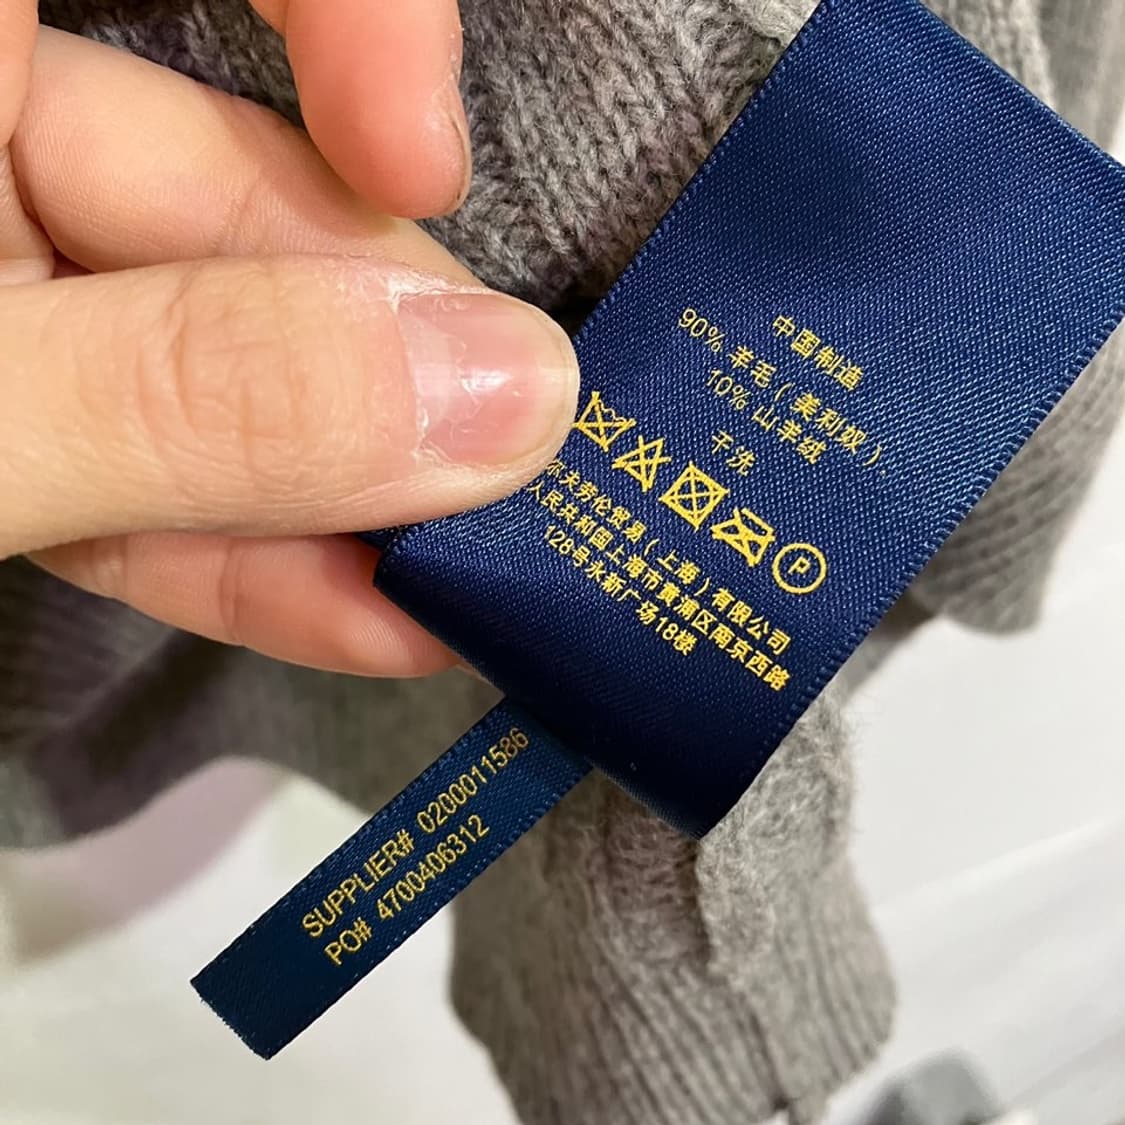 中国制造
90% 羊毛 ( 美利奴 ).
10% 山羊绒
干洗
P
尔夫劳伦贸易 ( 上海 ) 有限公司
人民共和国上海市黄浦区南京西路
128号永新广场18楼
SUPPLIER# 0200011586
PO# 4700406312